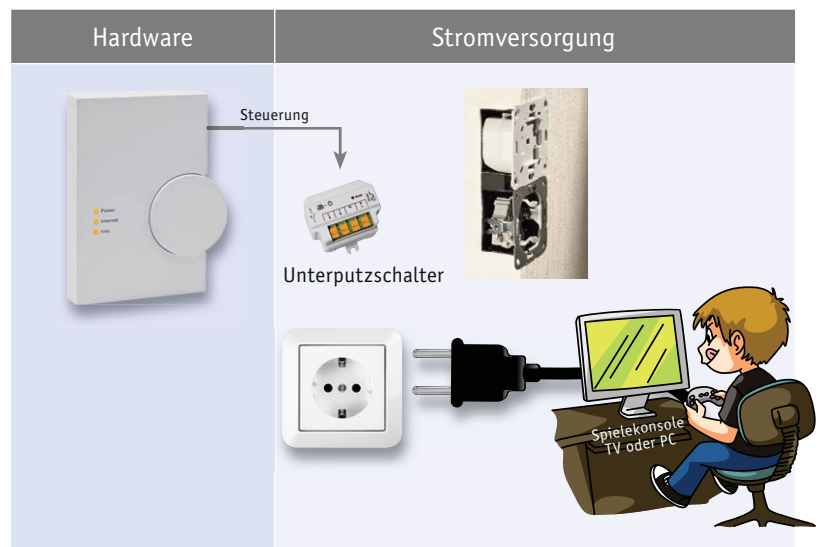 Hardware
Stromversorgung
Steuerung
Power
Internet
Info
Unterputzschalter
Spielekonsole
TV oder PC